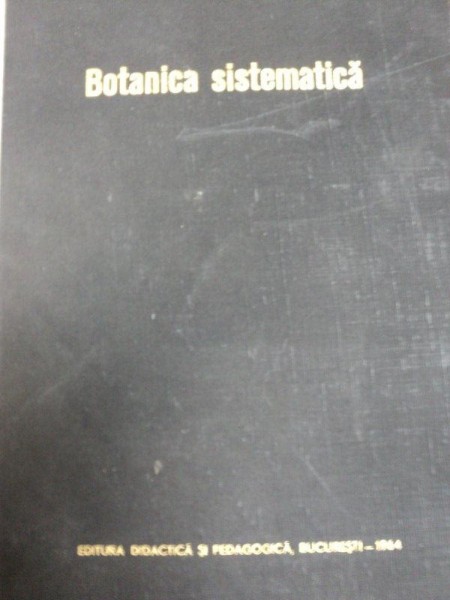 Botanica sistematică
EDITURA DIDACTICĂ ȘI PEDAGOGICĂ, BUCUREȘTI – 1964